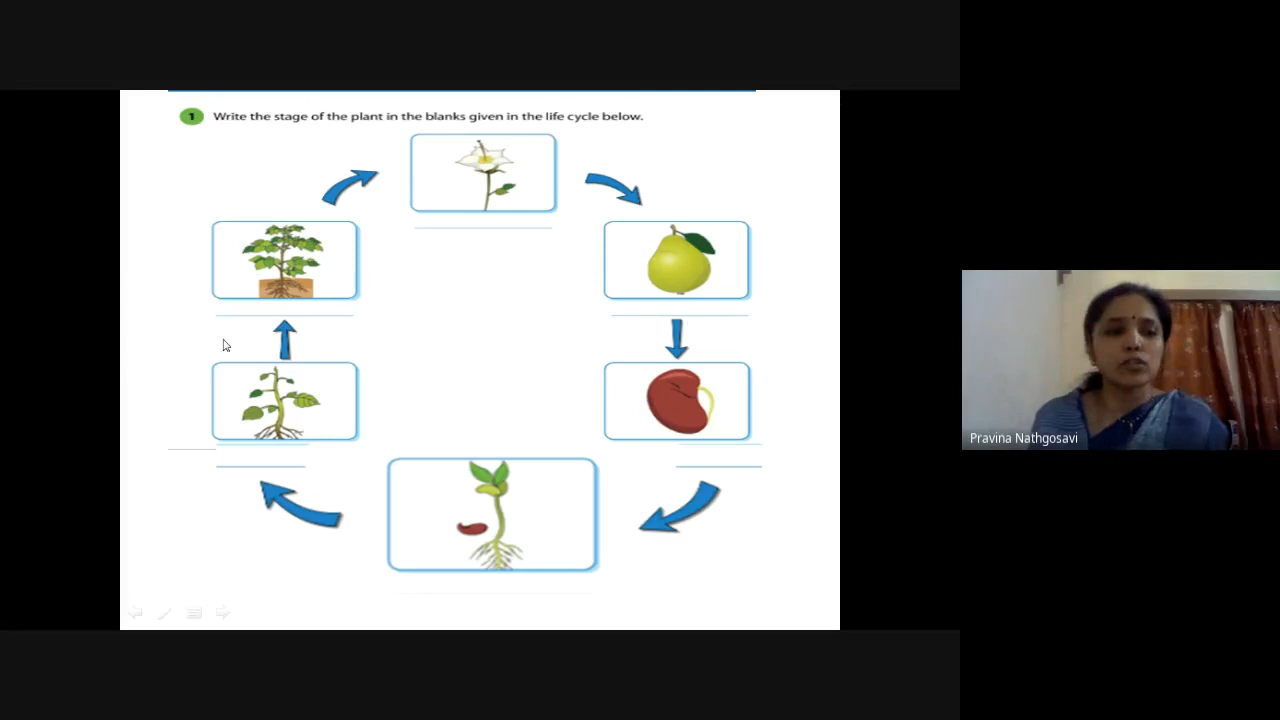 1 Write the stage of the plant in the blanks given in the life cycle below.
Pravina Nathgosavi